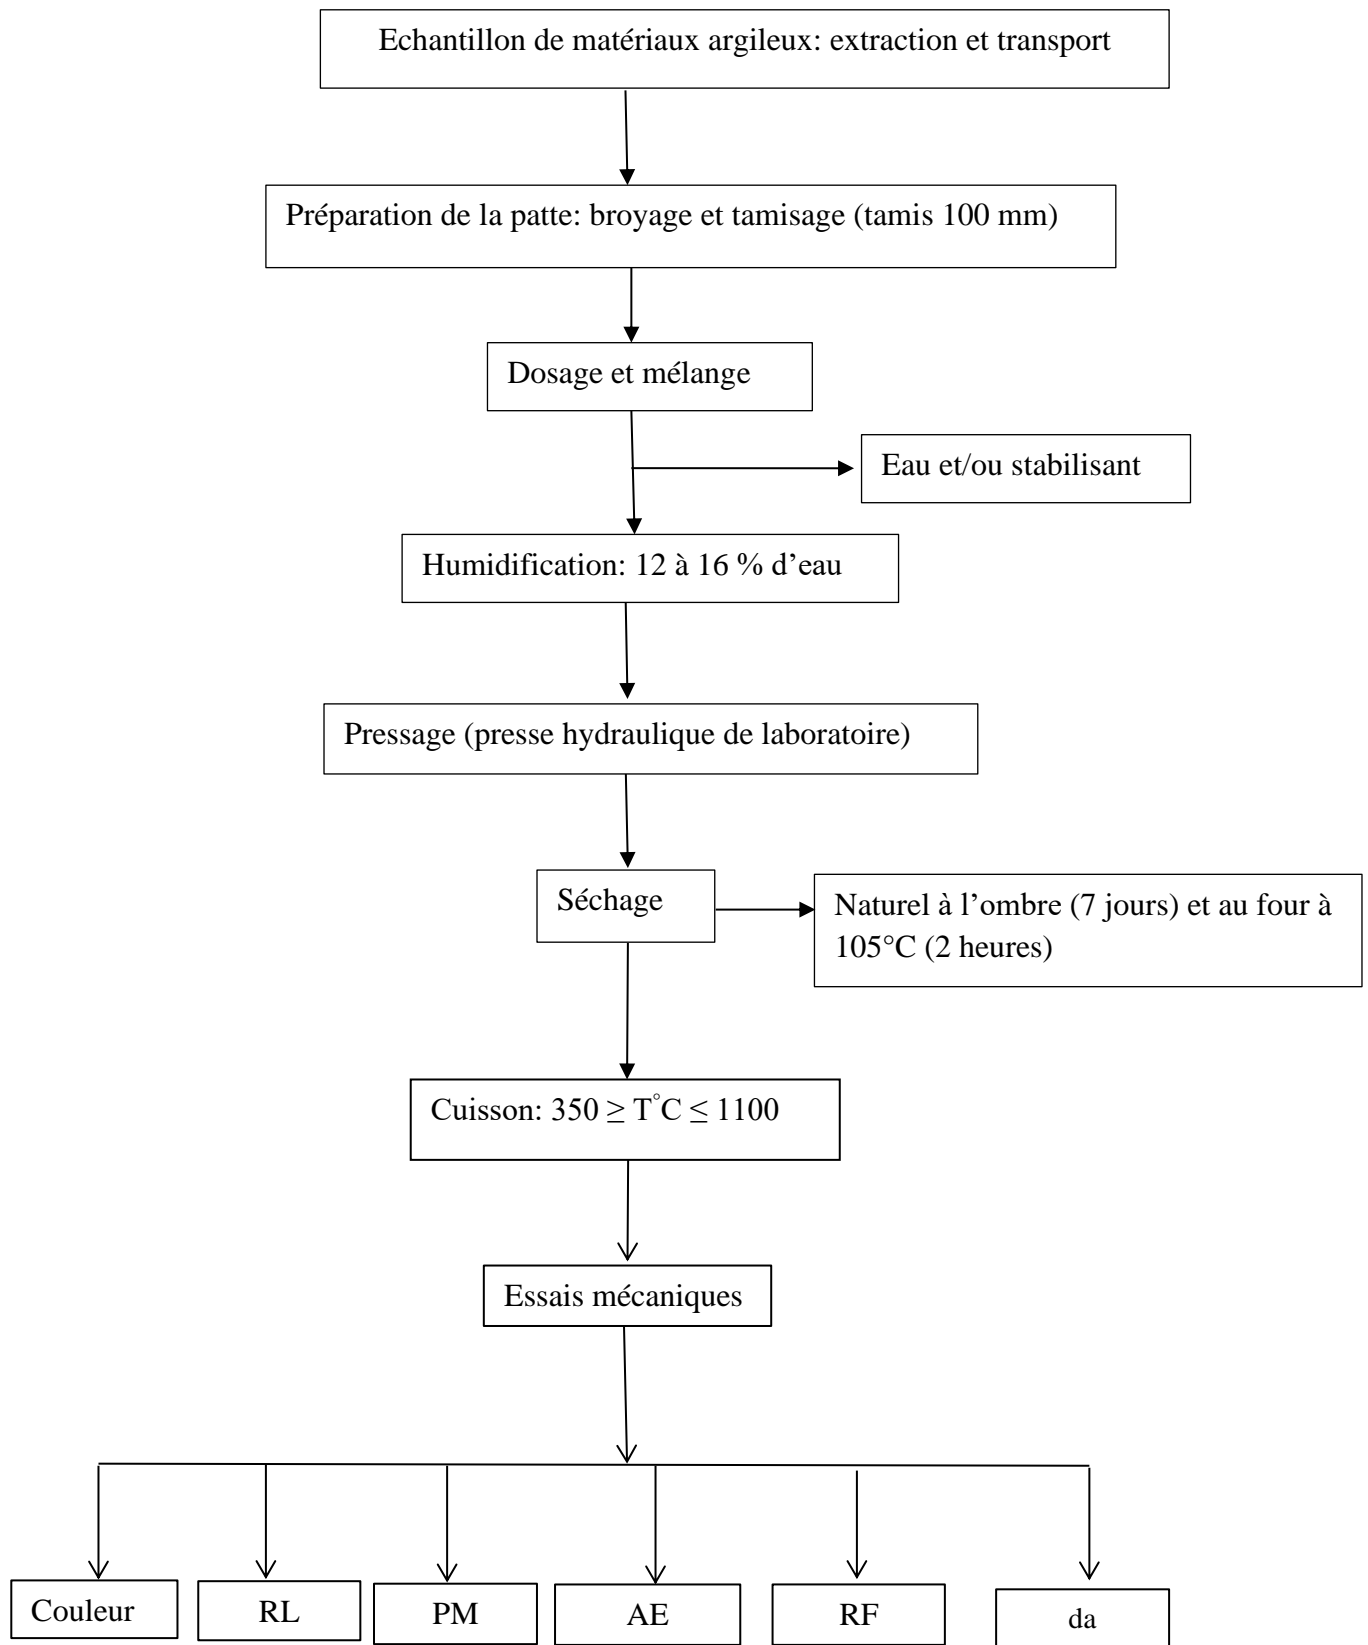 Echantillon de matériaux argileux: extraction et transport
Préparation de la patte: broyage et tamisage (tamis 100 mm)
Dosage et mélange
Eau et/ou stabilisant
Humidification: 12 à 16 % d’eau
Pressage (presse hydraulique de laboratoire)
Séchage
Naturel à l’ombre (7 jours) et au four à
105°C (2 heures)
Cuisson: 350 ≥ T°C ≤ 1100
Essais mécaniques
Couleur
RL
PM
AE
RF
da